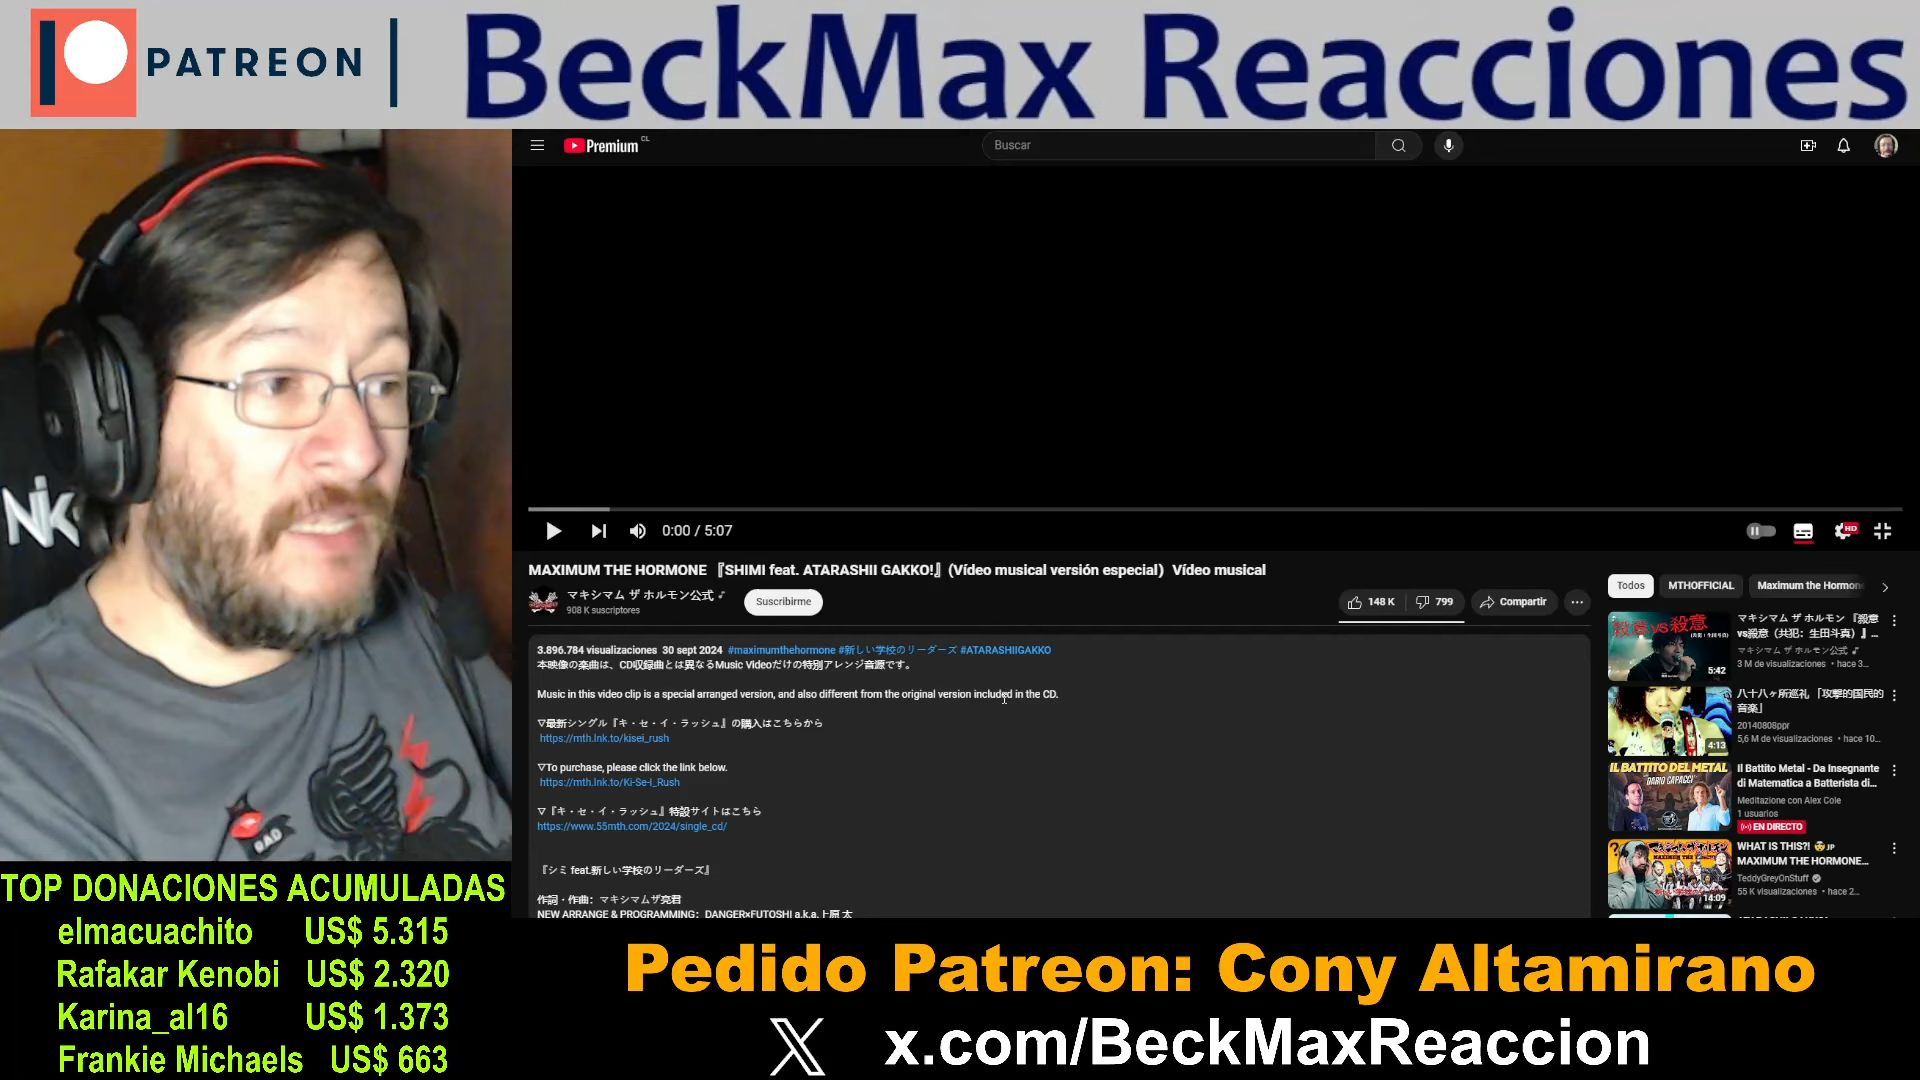 PATREON | BeckMax Reacciones
Premium CL
Buscar
NiK
BAD
0:00 / 5:07
HD
MAXIMUM THE HORMONE 『SHIMI feat. ATARASHII GAKKO!』(Vídeo musical versión especial) Vídeo musical
マキシマム ザ ホルモン公式
908 K suscriptores
Suscribirme
148 K
799
Compartir
3.896.784 visualizaciones 30 sept 2024 #maximumthehormone #新しい学校のリーダーズ #ATARASHIIGAKKO
本映像の楽曲は、CD収録曲とは異なるMusic Videoだけの特別アレンジ音源です。
Music in this video clip is a special arranged version, and also different from the original version included in the CD.
▽最新シングル『キ・セ・イ・ラッシュ』の購入はこちらから
https://mth.lnk.to/kisei_rush
▽To purchase, please click the link below.
https://mth.lnk.to/Ki-Se-I_Rush
▽『キ・セ・イ・ラッシュ』特設サイトはこちら
https://www.55mth.com/2024/single_cd/
『シミ feat.新しい学校のリーダーズ』
作詞・作曲：マキシマムザ亮君
NEW ARRANGE & PROGRAMMING：DANGER×FUTOSHI a.k.a.上原 太
Todos
MTHOFFICIAL
Maximum the Hormon
殺意vs殺意
5:42
マキシマム ザ ホルモン 『殺意
vs殺意（共犯：生田斗真）』...
マキシマム ザ ホルモン公式
3 M de visualizaciones • hace 3...
4:13
八十八ヶ所巡礼 「攻撃的国民的
音楽」
20140808ppr
5,6 M de visualizaciones • hace 10...
IL BATTITO DEL METAL
DARIO CAPACCI
Il Battito Metal - Da Insegnante
di Matematica a Batterista di...
Meditazione con Alex Cole
1 usuarios
EN DIRECTO
14:09
WHAT IS THIS?! JP
MAXIMUM THE HORMONE...
TeddyGreyOnStuff
55 K visualizaciones • hace 2...
TOP DONACIONES ACUMULADAS
elmacuachito US$ 5.315
Rafakar Kenobi US$ 2.320
Karina_al16 US$ 1.373
Frankie Michaels US$ 663
Pedido Patreon: Cony Altamirano
x.com/BeckMaxReaccion